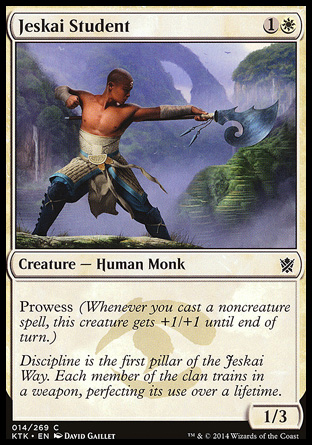 Jeskai Student 1
Creature — Human Monk
Prowess (Whenever you cast a noncreature
spell, this creature gets +1/+1 until end of
turn.)
Discipline is the first pillar of the Jeskai
Way. Each member of the clan trains in
a weapon, perfecting its use over a lifetime.
1/3
014/269 C
KTK • EN DAVID GAILLET
™ & © 2014 Wizards of the Coast